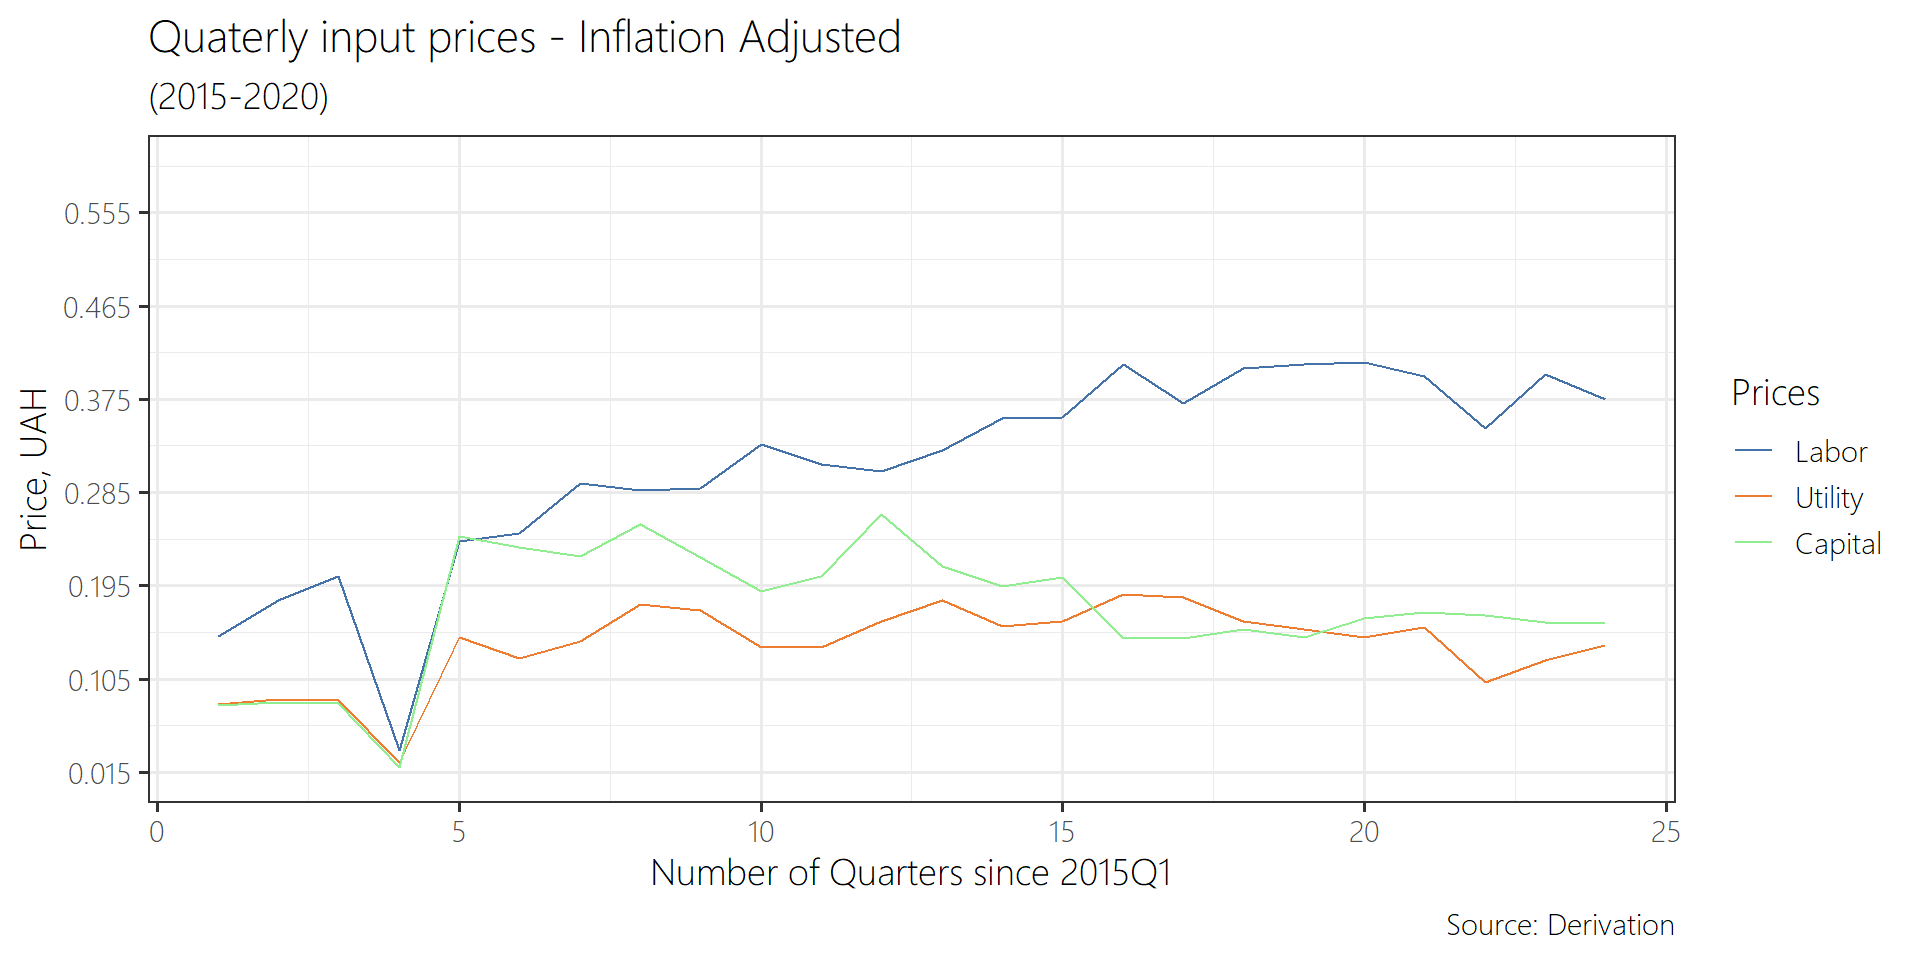 Quaterly input prices - Inflation Adjusted
(2015-2020)
0.555
0.465
0.375
0.285
0.195
0.105
0.015
Price, UAH
0 5 10 15 20 25
Number of Quarters since 2015Q1
Prices
Labor
Utility
Capital
Source: Derivation